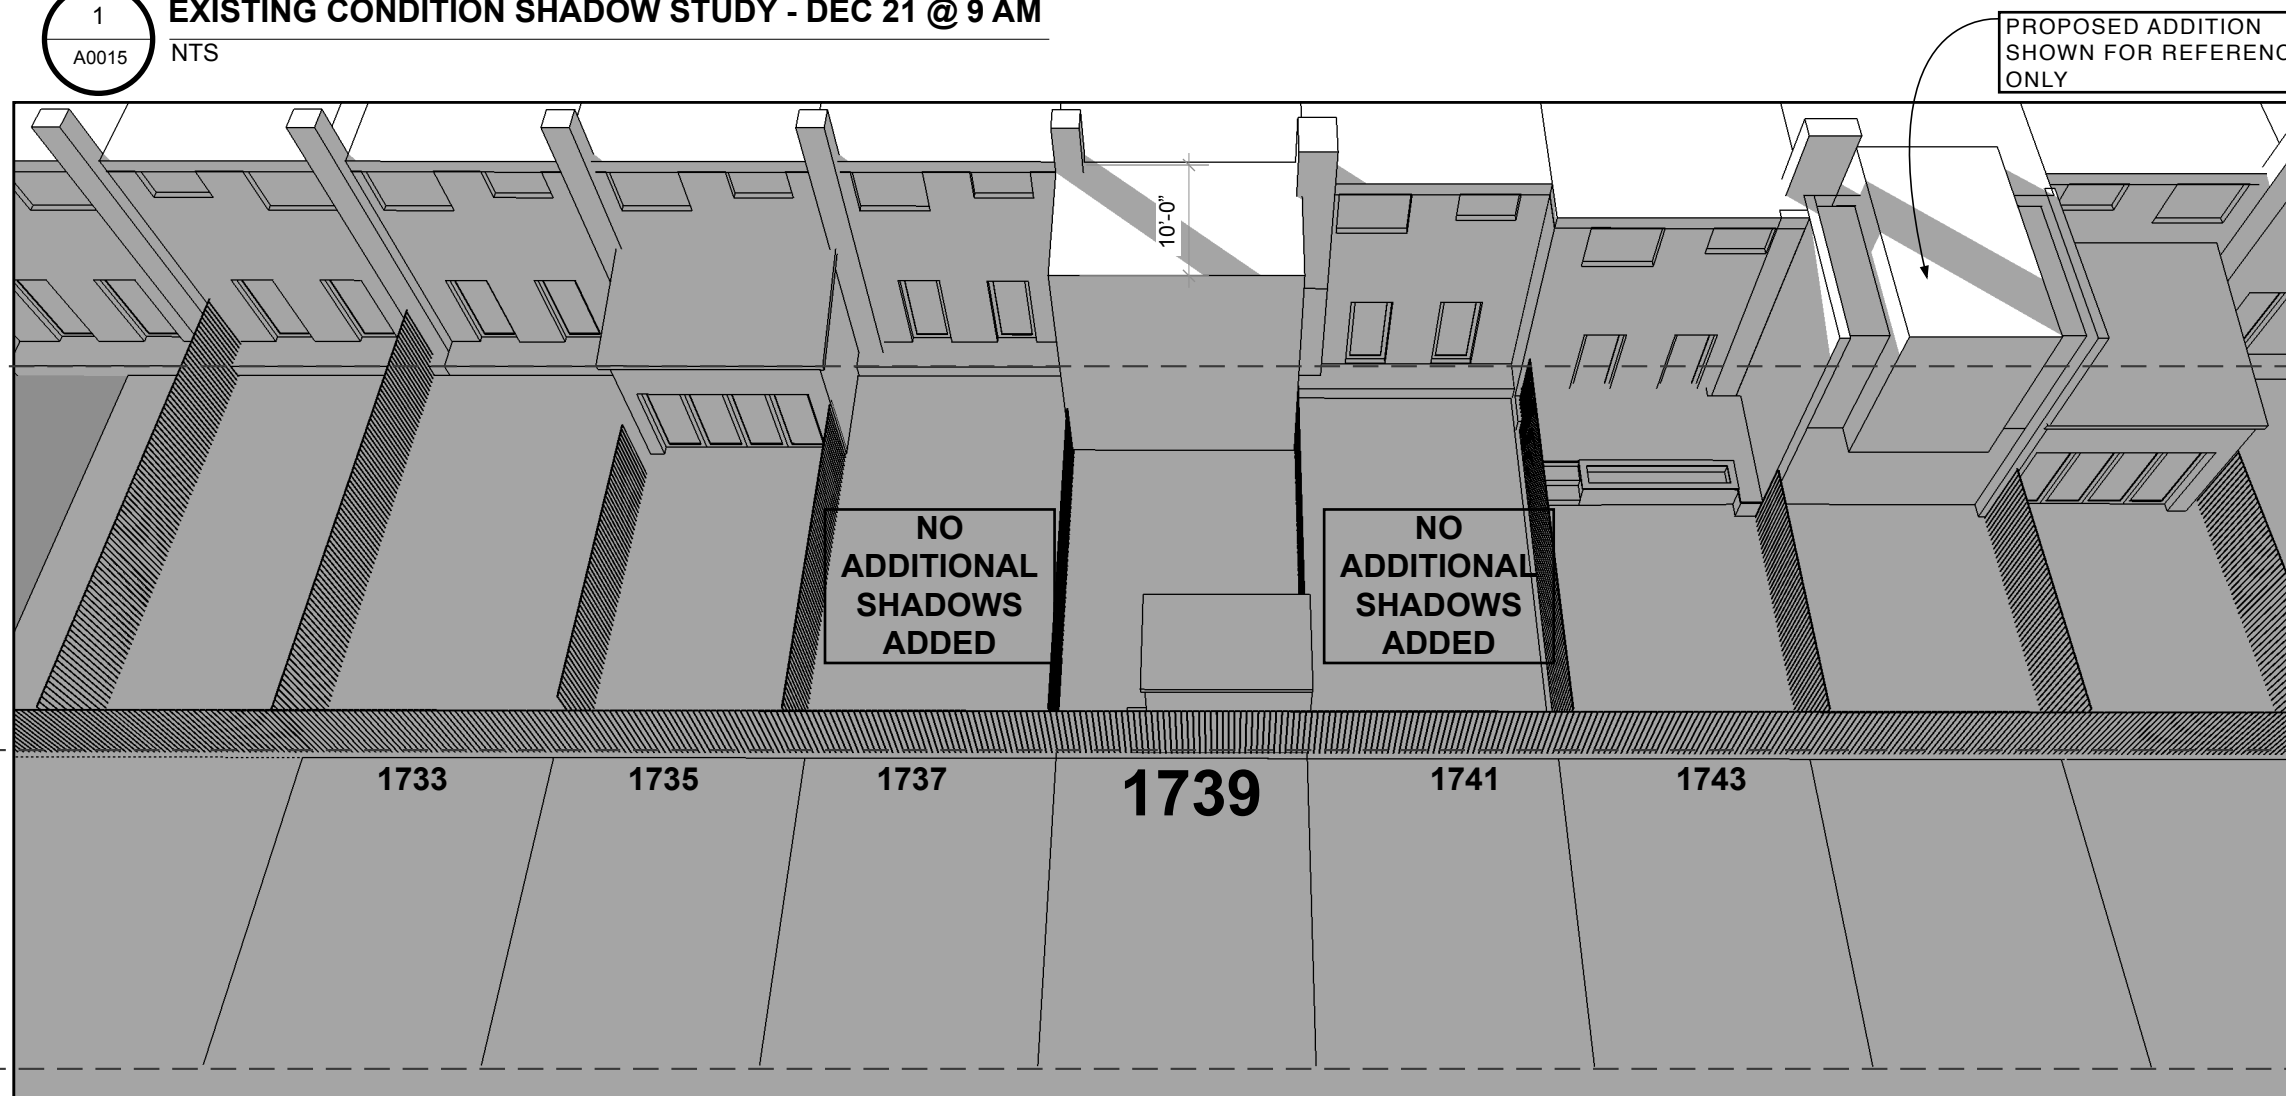 1
A0015
EXISTING CONDITION SHADOW STUDY - DEC 21 @ 9 AM
NTS
PROPOSED ADDITION
SHOWN FOR REFERENC
ONLY
10'-0"
NO
ADDITIONAL
SHADOWS
ADDED
NO
ADDITIONAL
SHADOWS
ADDED
1733
1735
1737
1739
1741
1743